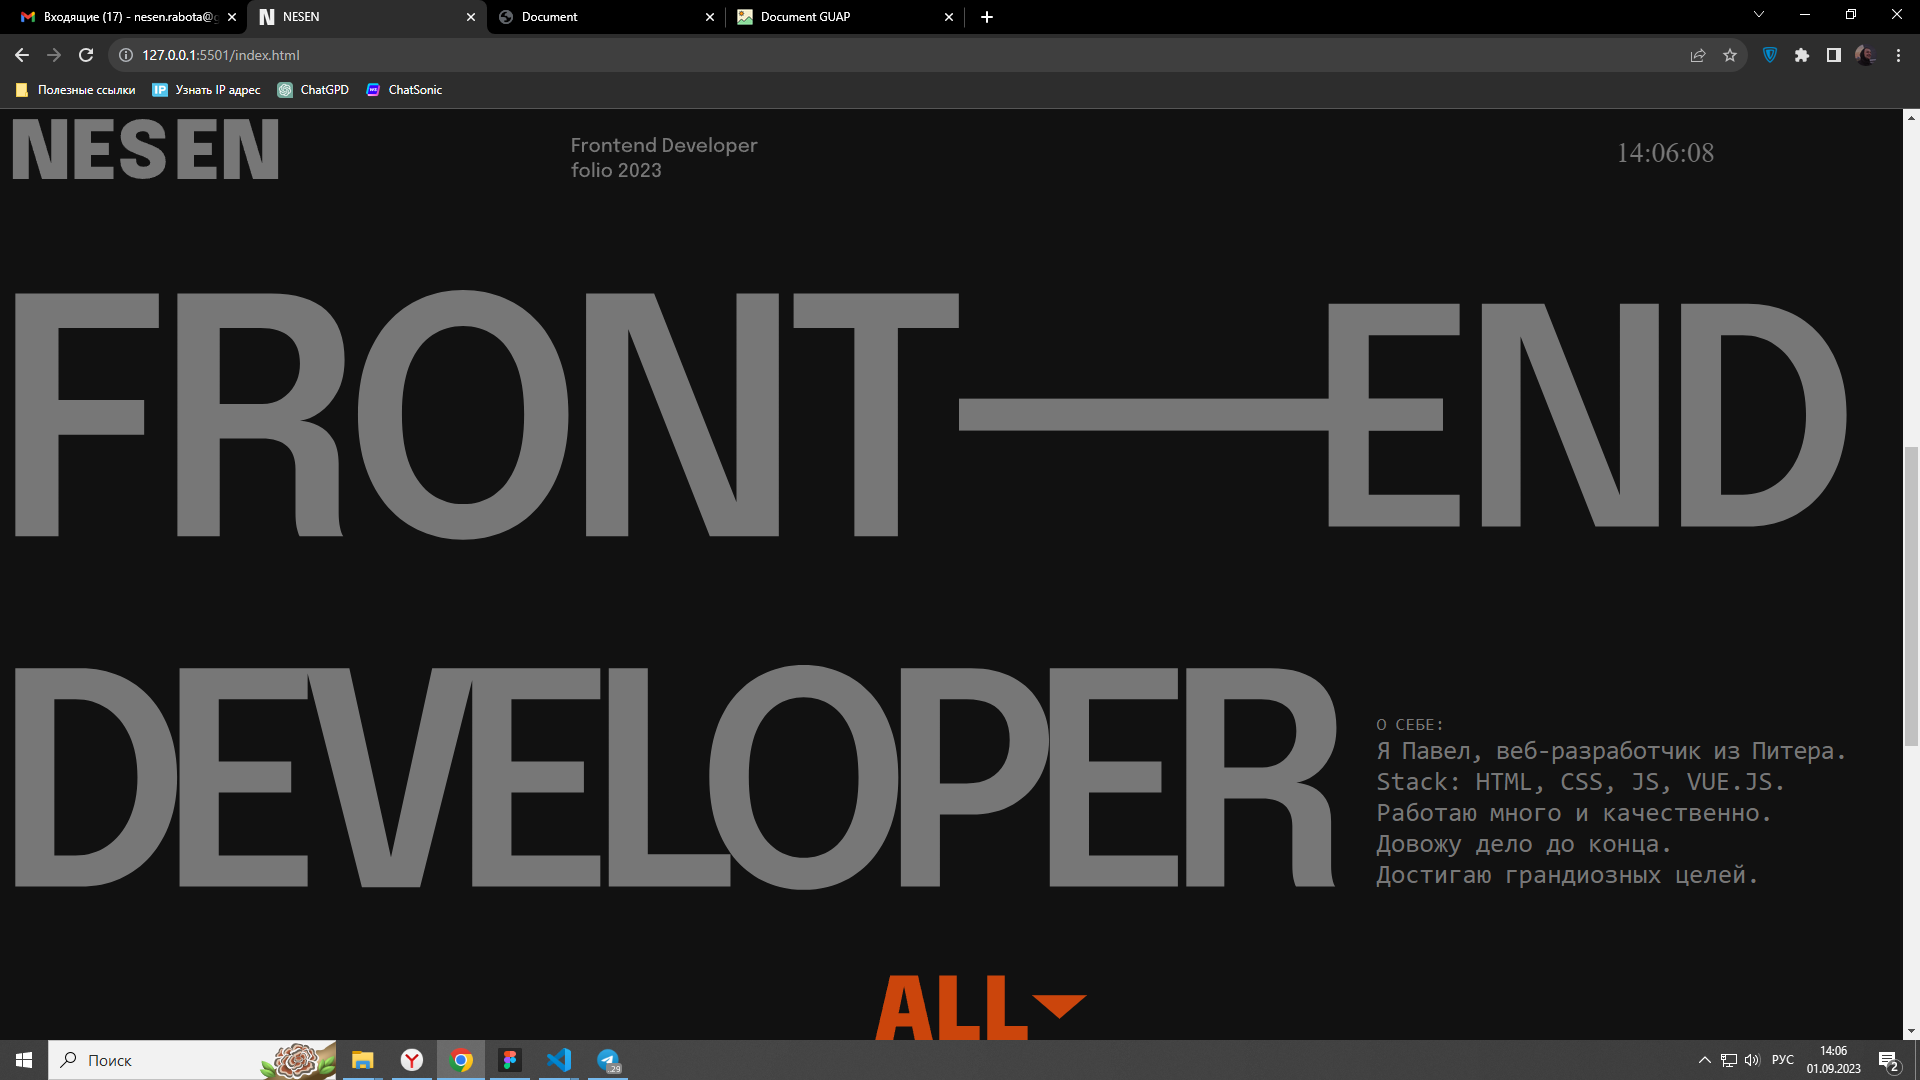 Входящие (17) - nesen.rabota@g
NESEN
Document
Document GUAP
127.0.0.1:5501/index.html
Полезные ссылки
IP
Узнать IP адрес
ChatGPD
ChatSonic
NESEN
Frontend Developer
folio 2023
14:06:08
FRONT—END
DEVELOPER
О СЕБЕ:
Я Павел, веб-разработчик из Питера.
Stack: HTML, CSS, JS, VUE.JS.
Работаю много и качественно.
Довожу дело до конца.
Достигаю грандиозных целей.
ALL
Поиск
29
РУС
14:06
01.09.2023
2